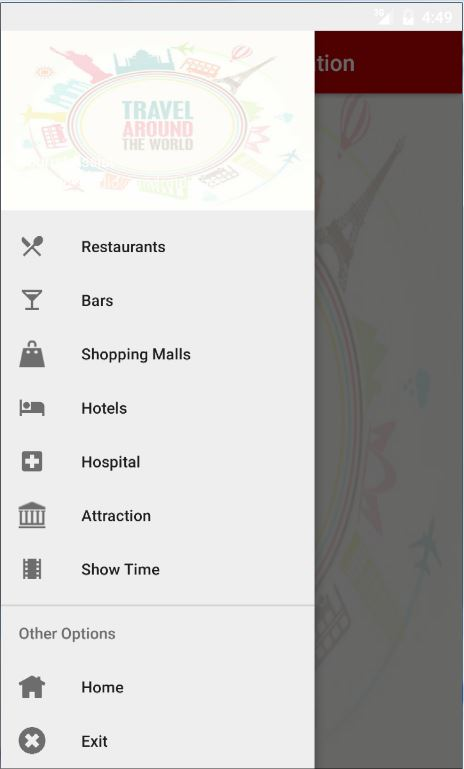 3G 4:49
tion
TRAVEL
AROUND
THE WORLD
Restaurants
Bars
Shopping Malls
Hotels
Hospital
Attraction
Show Time
Other Options
Home
Exit